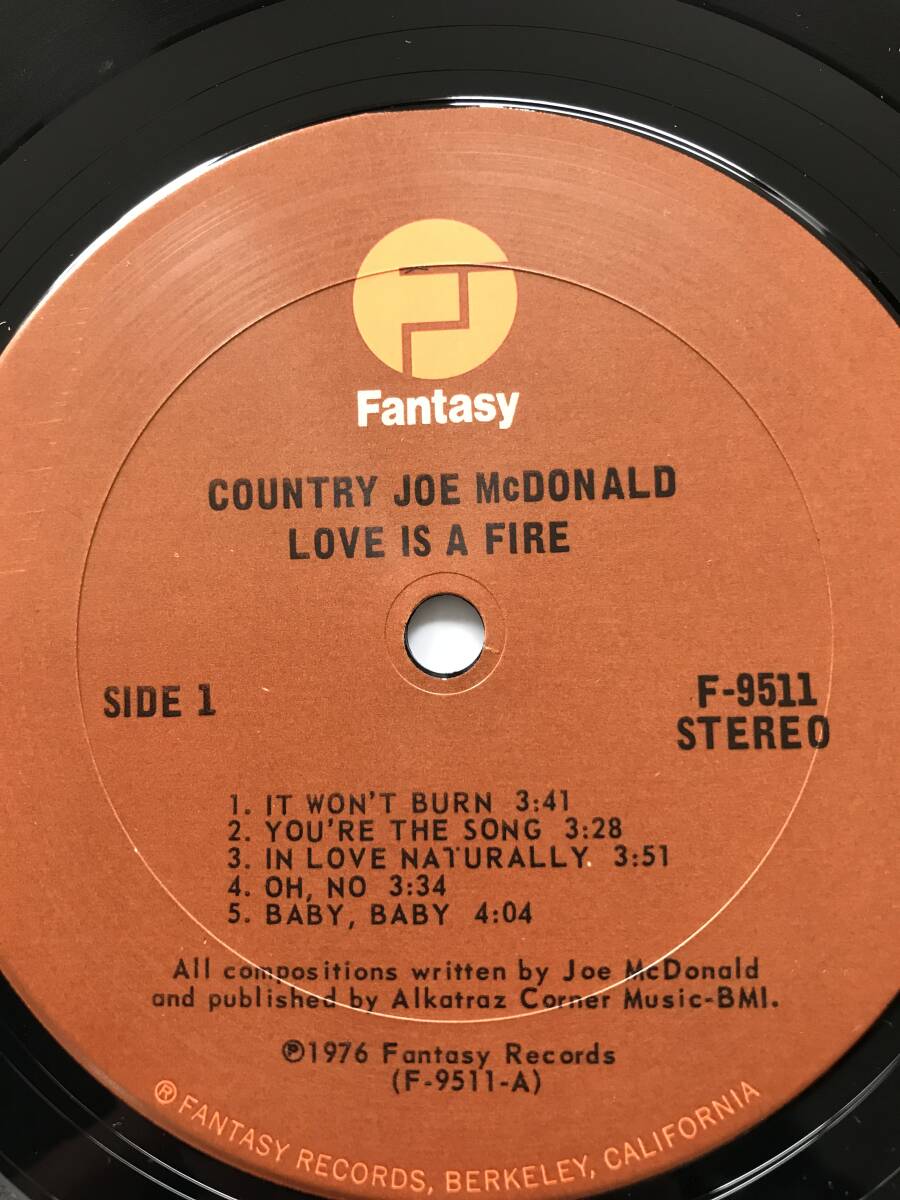 Fantasy
COUNTRY JOE McDONALD
LOVE IS A FIRE
SIDE 1
F-9511
STEREO
1. IT WON'T BURN 3:41
2. YOU'RE THE SONG 3:28
3. IN LOVE NATURALLY 3:51
4. OH, NO 3:34
5. BABY, BABY 4:04
All compositions written by Joe McDonald
and published by Alkatraz Corner Music-BMI.
℗1976 Fantasy Records
(F-9511-A)
® FANTASY RECORDS, BERKELEY, CALIFORNIA